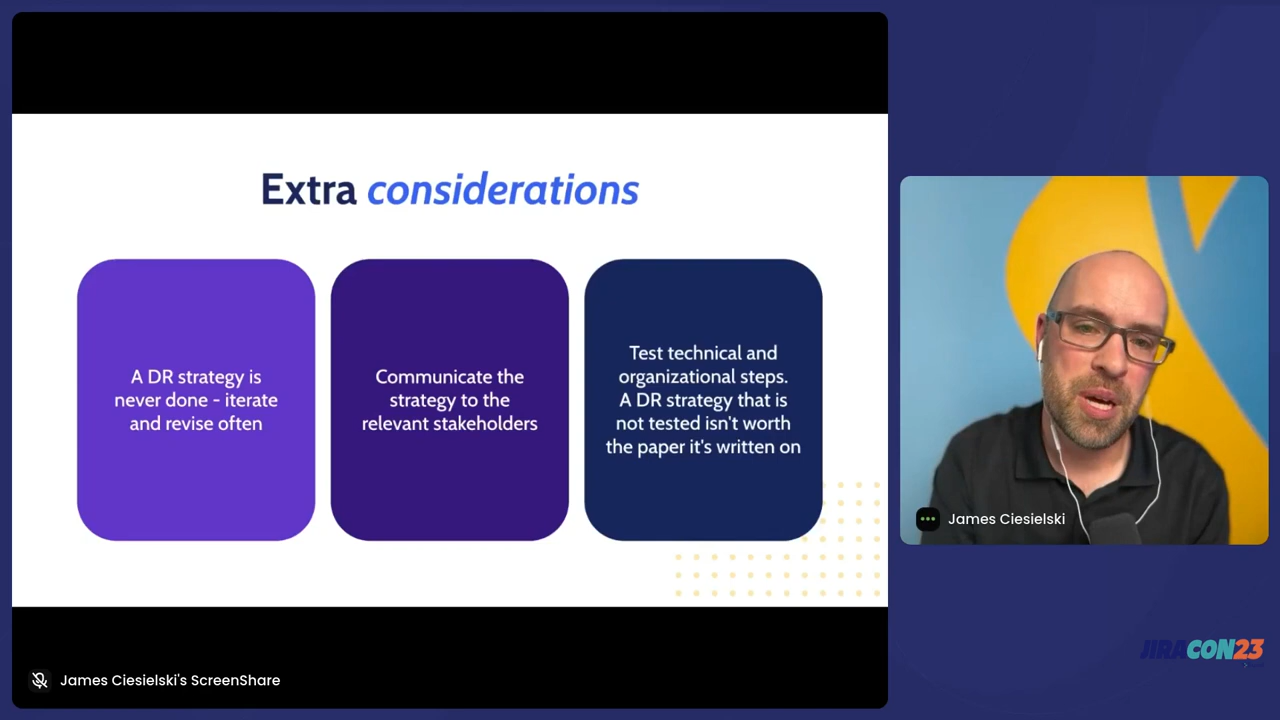 Extra considerations
A DR strategy is
never done - iterate
and revise often
Communicate the
strategy to the
relevant stakeholders
Test technical and
organizational steps.
A DR strategy that is
not tested isn't worth
the paper it's written on
James Ciesielski
James Ciesielski's ScreenShare
JIRACON23